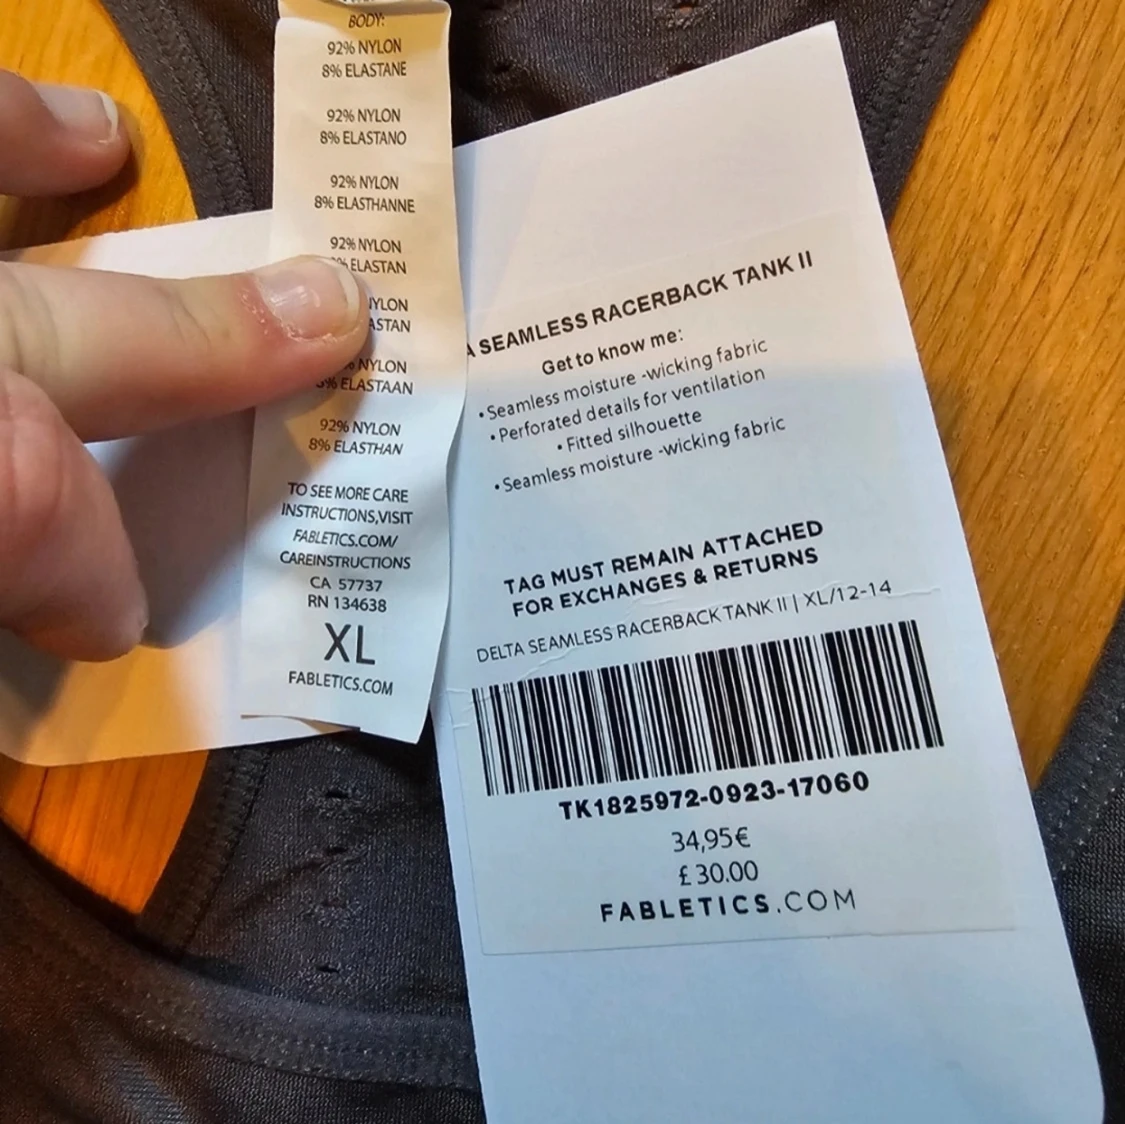 BODY:
92% NYLON
8% ELASTANE
92% NYLON
8% ELASTANO
92% NYLON
8% ELASTHANNE
92% NYLON
% ELASTAN
NYLON
ASTAN
% NYLON
8% ELASTAAN
92% NYLON
8% ELASTHAN
TO SEE MORE CARE
INSTRUCTIONS,VISIT
FABLETICS.COM/
CAREINSTRUCTIONS
CA 57737
RN 134638
XL
FABLETICS.COM
A SEAMLESS RACERBACK TANK II
Get to know me:
•Seamless moisture -wicking fabric
•Perforated details for ventilation
•Fitted silhouette
•Seamless moisture -wicking fabric
TAG MUST REMAIN ATTACHED
FOR EXCHANGES & RETURNS
DELTA SEAMLESS RACERBACK TANK II | XL/12-14
TK1825972-0923-17060
34,95€
£30.00
FABLETICS.COM